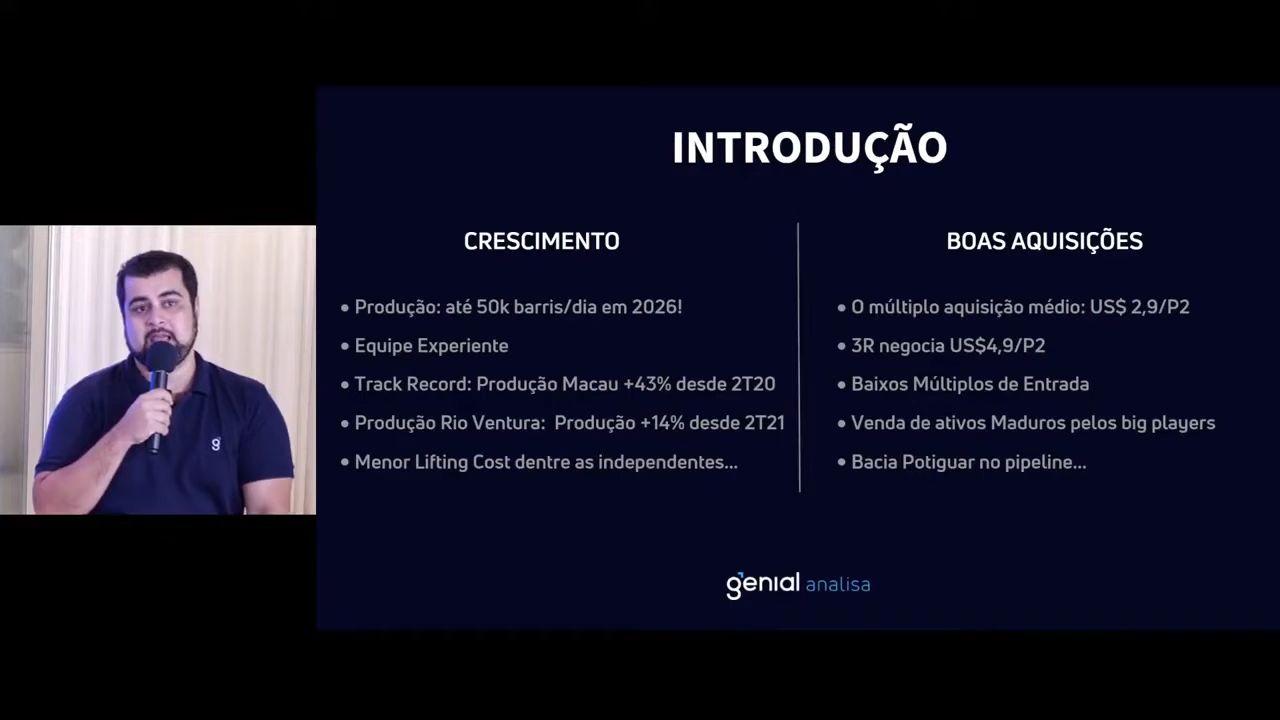 INTRODUÇÃO
CRESCIMENTO
• Produção: até 50k barris/dia em 2026!
• Equipe Experiente
• Track Record: Produção Macau +43% desde 2T20
• Produção Rio Ventura: Produção +14% desde 2T21
• Menor Lifting Cost dentre as independentes...
BOAS AQUISIÇÕES
• O múltiplo aquisição médio: US$ 2,9/P2
• 3R negocia US$4,9/P2
• Baixos Múltiplos de Entrada
• Venda de ativos Maduros pelos big players
• Bacia Potiguar no pipeline...
genial analisa
g